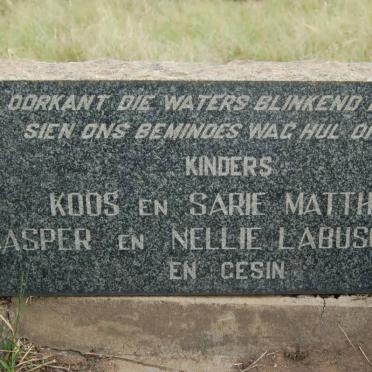 DORKANT DIE WATERS BLINKEND
SIEN ONS BEMINDES WAG HUL
KINDERS
KOOS EN SARIE MATTH
ASPER EN NELLIE LABUSC
EN GESIN